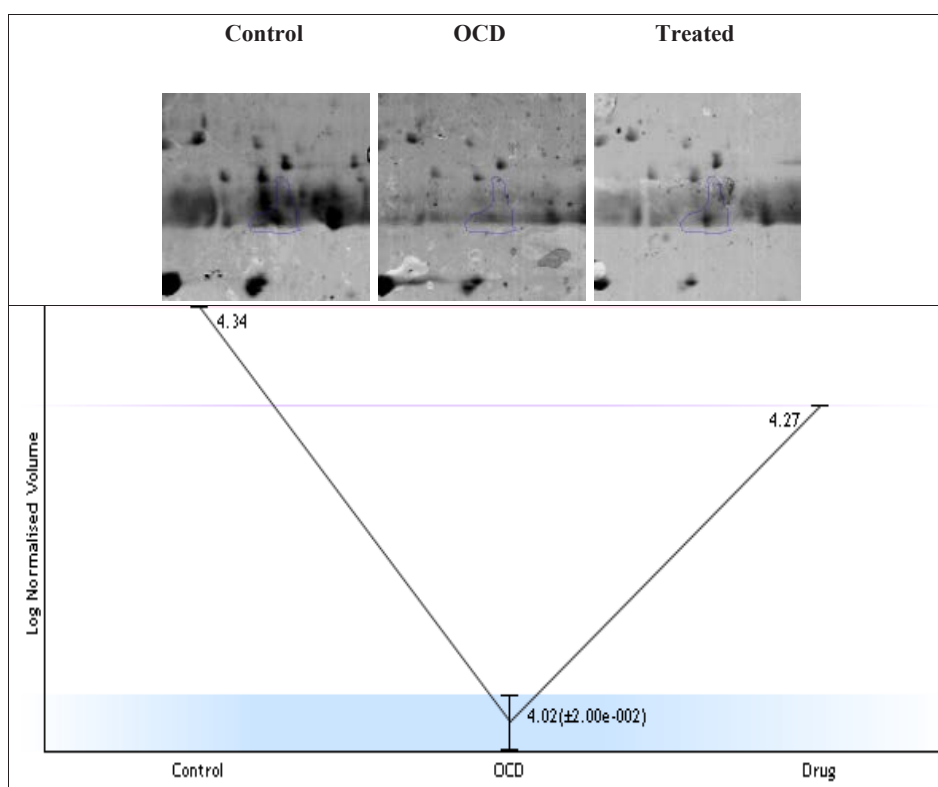 Control OCD Treated
4.34
4.27
Log Normalised Volume
4.02(±2.00e-002)
Control OCD Drug